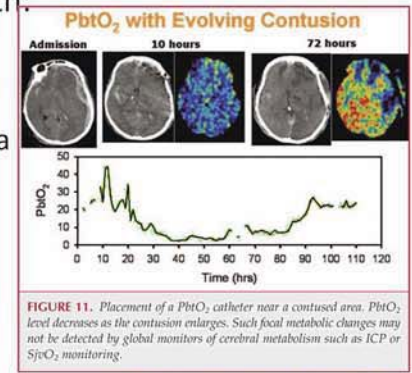 PbtO₂ with Evolving Contusion
Admission 10 hours 72 hours
a
PbtO₂
50
40
30
20
10
0
0 10 20 30 40 50 60 70 80 90 100 110 120
Time (hrs)
FIGURE 11. Placement of a PbtO₂ catheter near a contused area. PbtO₂
level decreases as the contusion enlarges. Such focal metabolic changes may
not be detected by global monitors of cerebral metabolism such as ICP or
SjvO₂ monitoring.